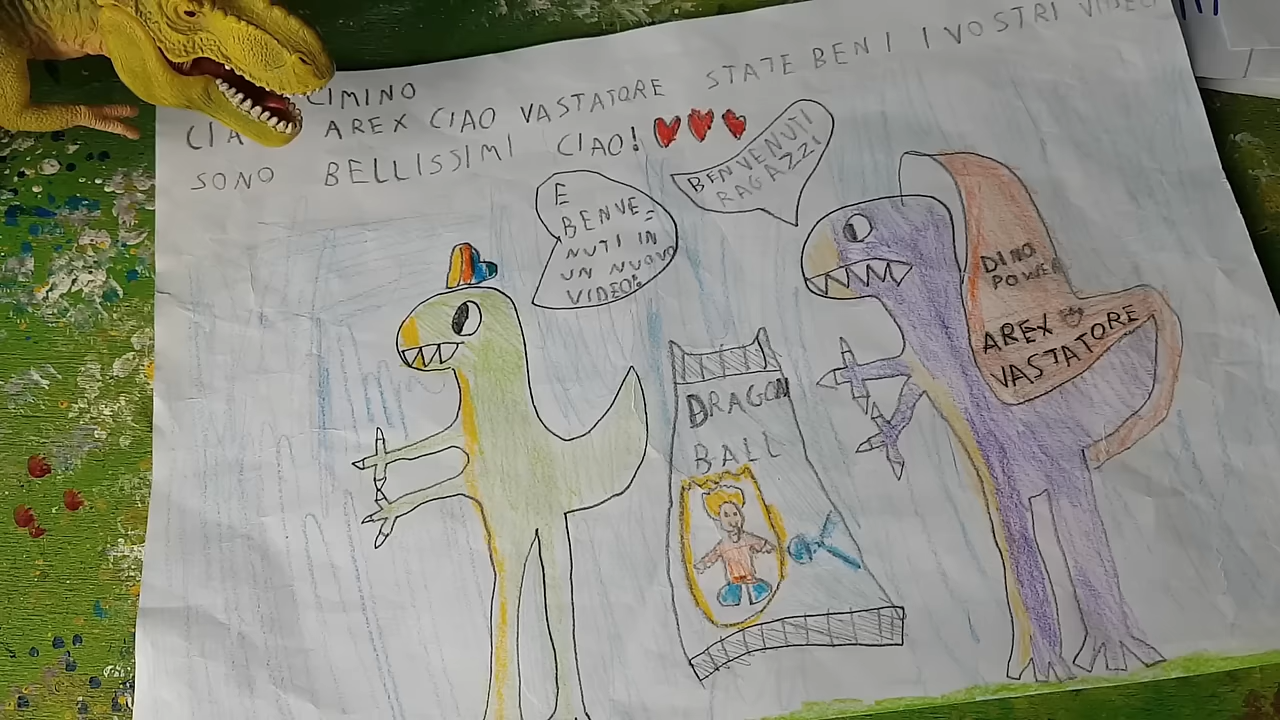 CIMINO
CIA AREX CIAO VASTATORE STATE BENI I VOSTRI VIDEO
SONO BELLISSIMI CIAO!
BENVENUTI
RAGAZZI
E
BENVE=
NUTI IN
UN NUOVO
VIDEO!
DINO
POWER
AREX
VASTATORE
DRAGON
BALL